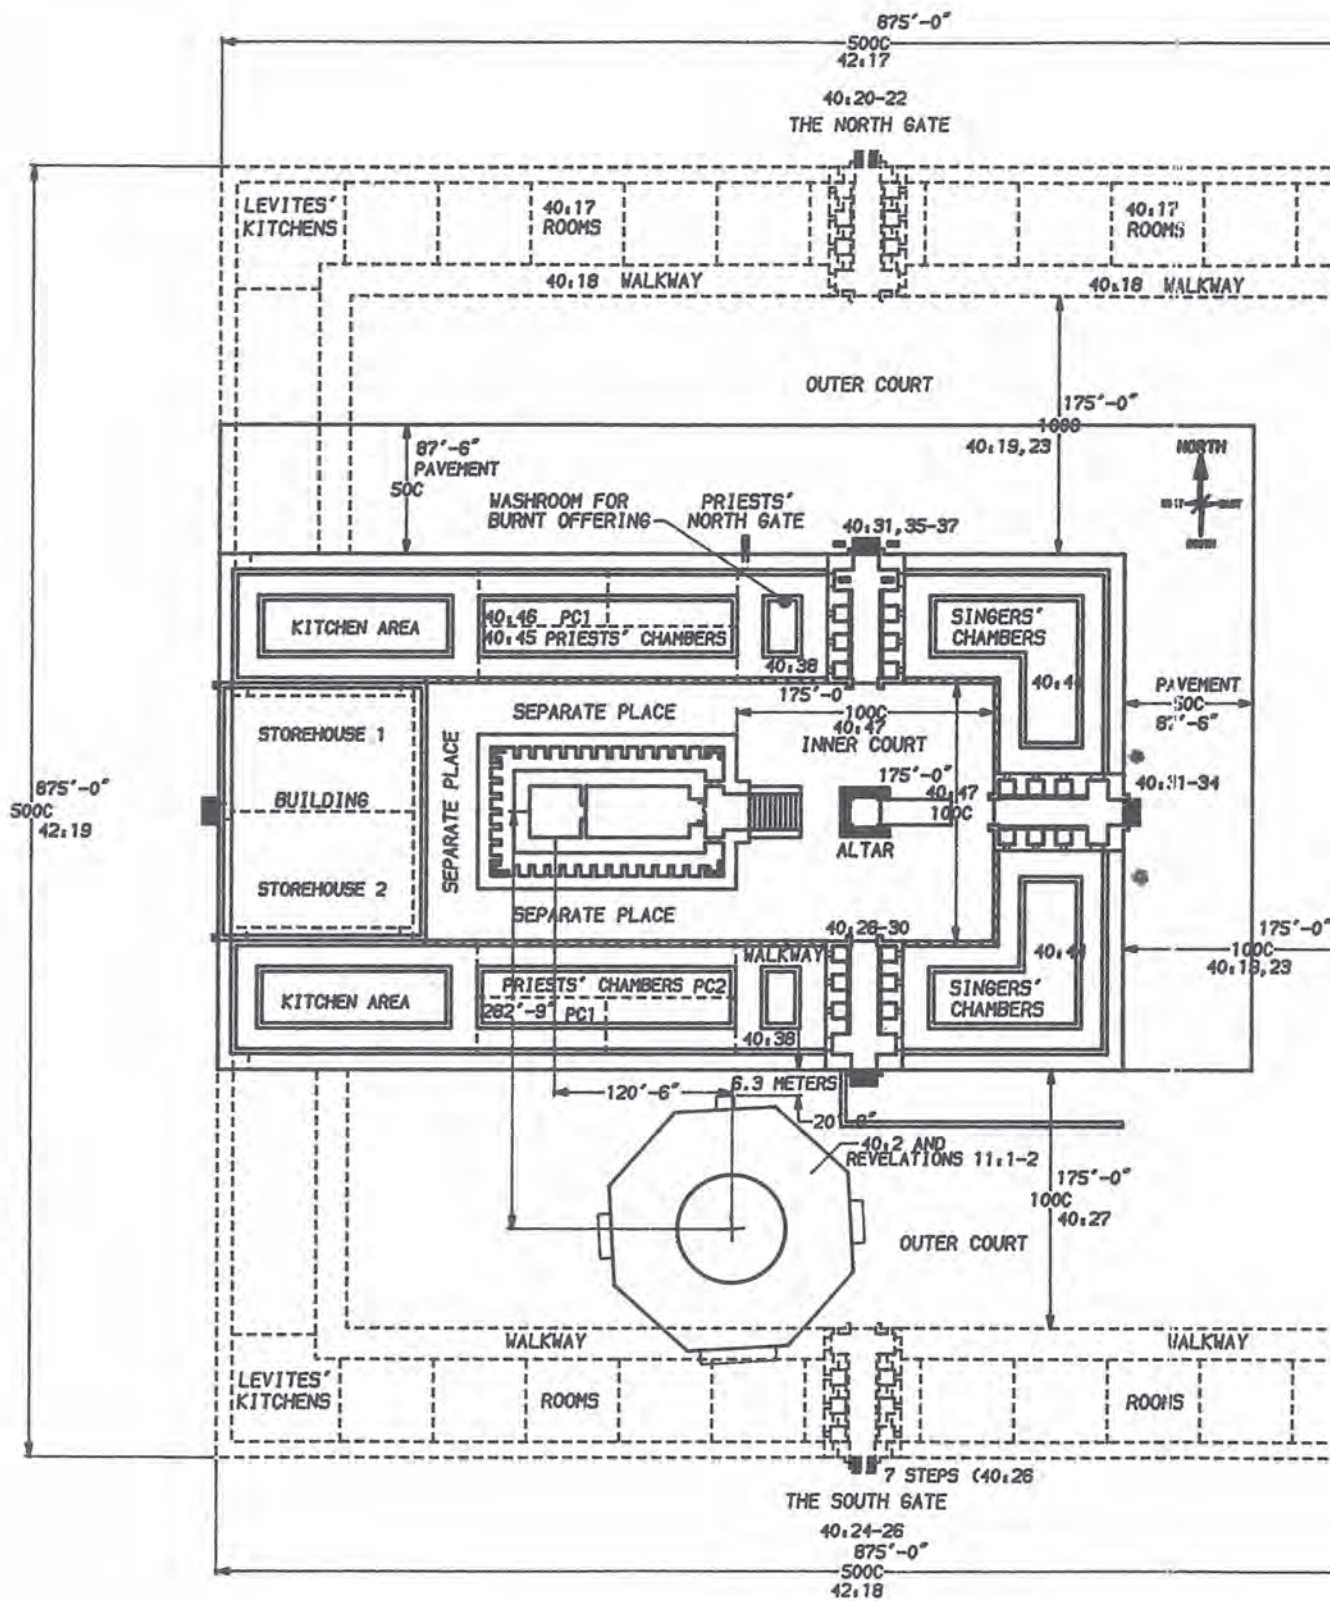 875'-0"
500C
42:17
40:20-22
THE NORTH GATE
LEVITES'
KITCHENS
40:17
ROOMS
40:17
ROOMS
40:18 WALKWAY
40:18 WALKWAY
OUTER COURT
175'-0"
100C
40:19,23
87'-6"
PAVEMENT
50C
NORTH
WASHROOM FOR
BURNT OFFERING
PRIESTS'
NORTH GATE
40:31,35-37
KITCHEN AREA
40:46 PC1
40:45 PRIESTS' CHAMBERS
40:38
SINGERS'
CHAMBERS
PAVEMENT
50C
87'-6"
175'-0
100C
40:47
SEPARATE PLACE
INNER COURT
STOREHOUSE 1
SEPARATE PLACE
BUILDING
175'-0"
40:47
100C
40:31-34
875'-0"
500C
42:19
ALTAR
STOREHOUSE 2
SEPARATE PLACE
40:28-30
WALKWAY
175'-0"
100C
KITCHEN AREA
PRIESTS' CHAMBERS PC2
282'-9" PC1
40:38
SINGERS'
CHAMBERS
120'-6"
6.3 METERS
40:2 AND
REVELATIONS 11:1-2
175'-0"
100C
40:27
OUTER COURT
WALKWAY
WALKWAY
LEVITES'
KITCHENS
ROOMS
ROOMS
7 STEPS (40:26
THE SOUTH GATE
40:24-26
875'-0"
500C
42:18